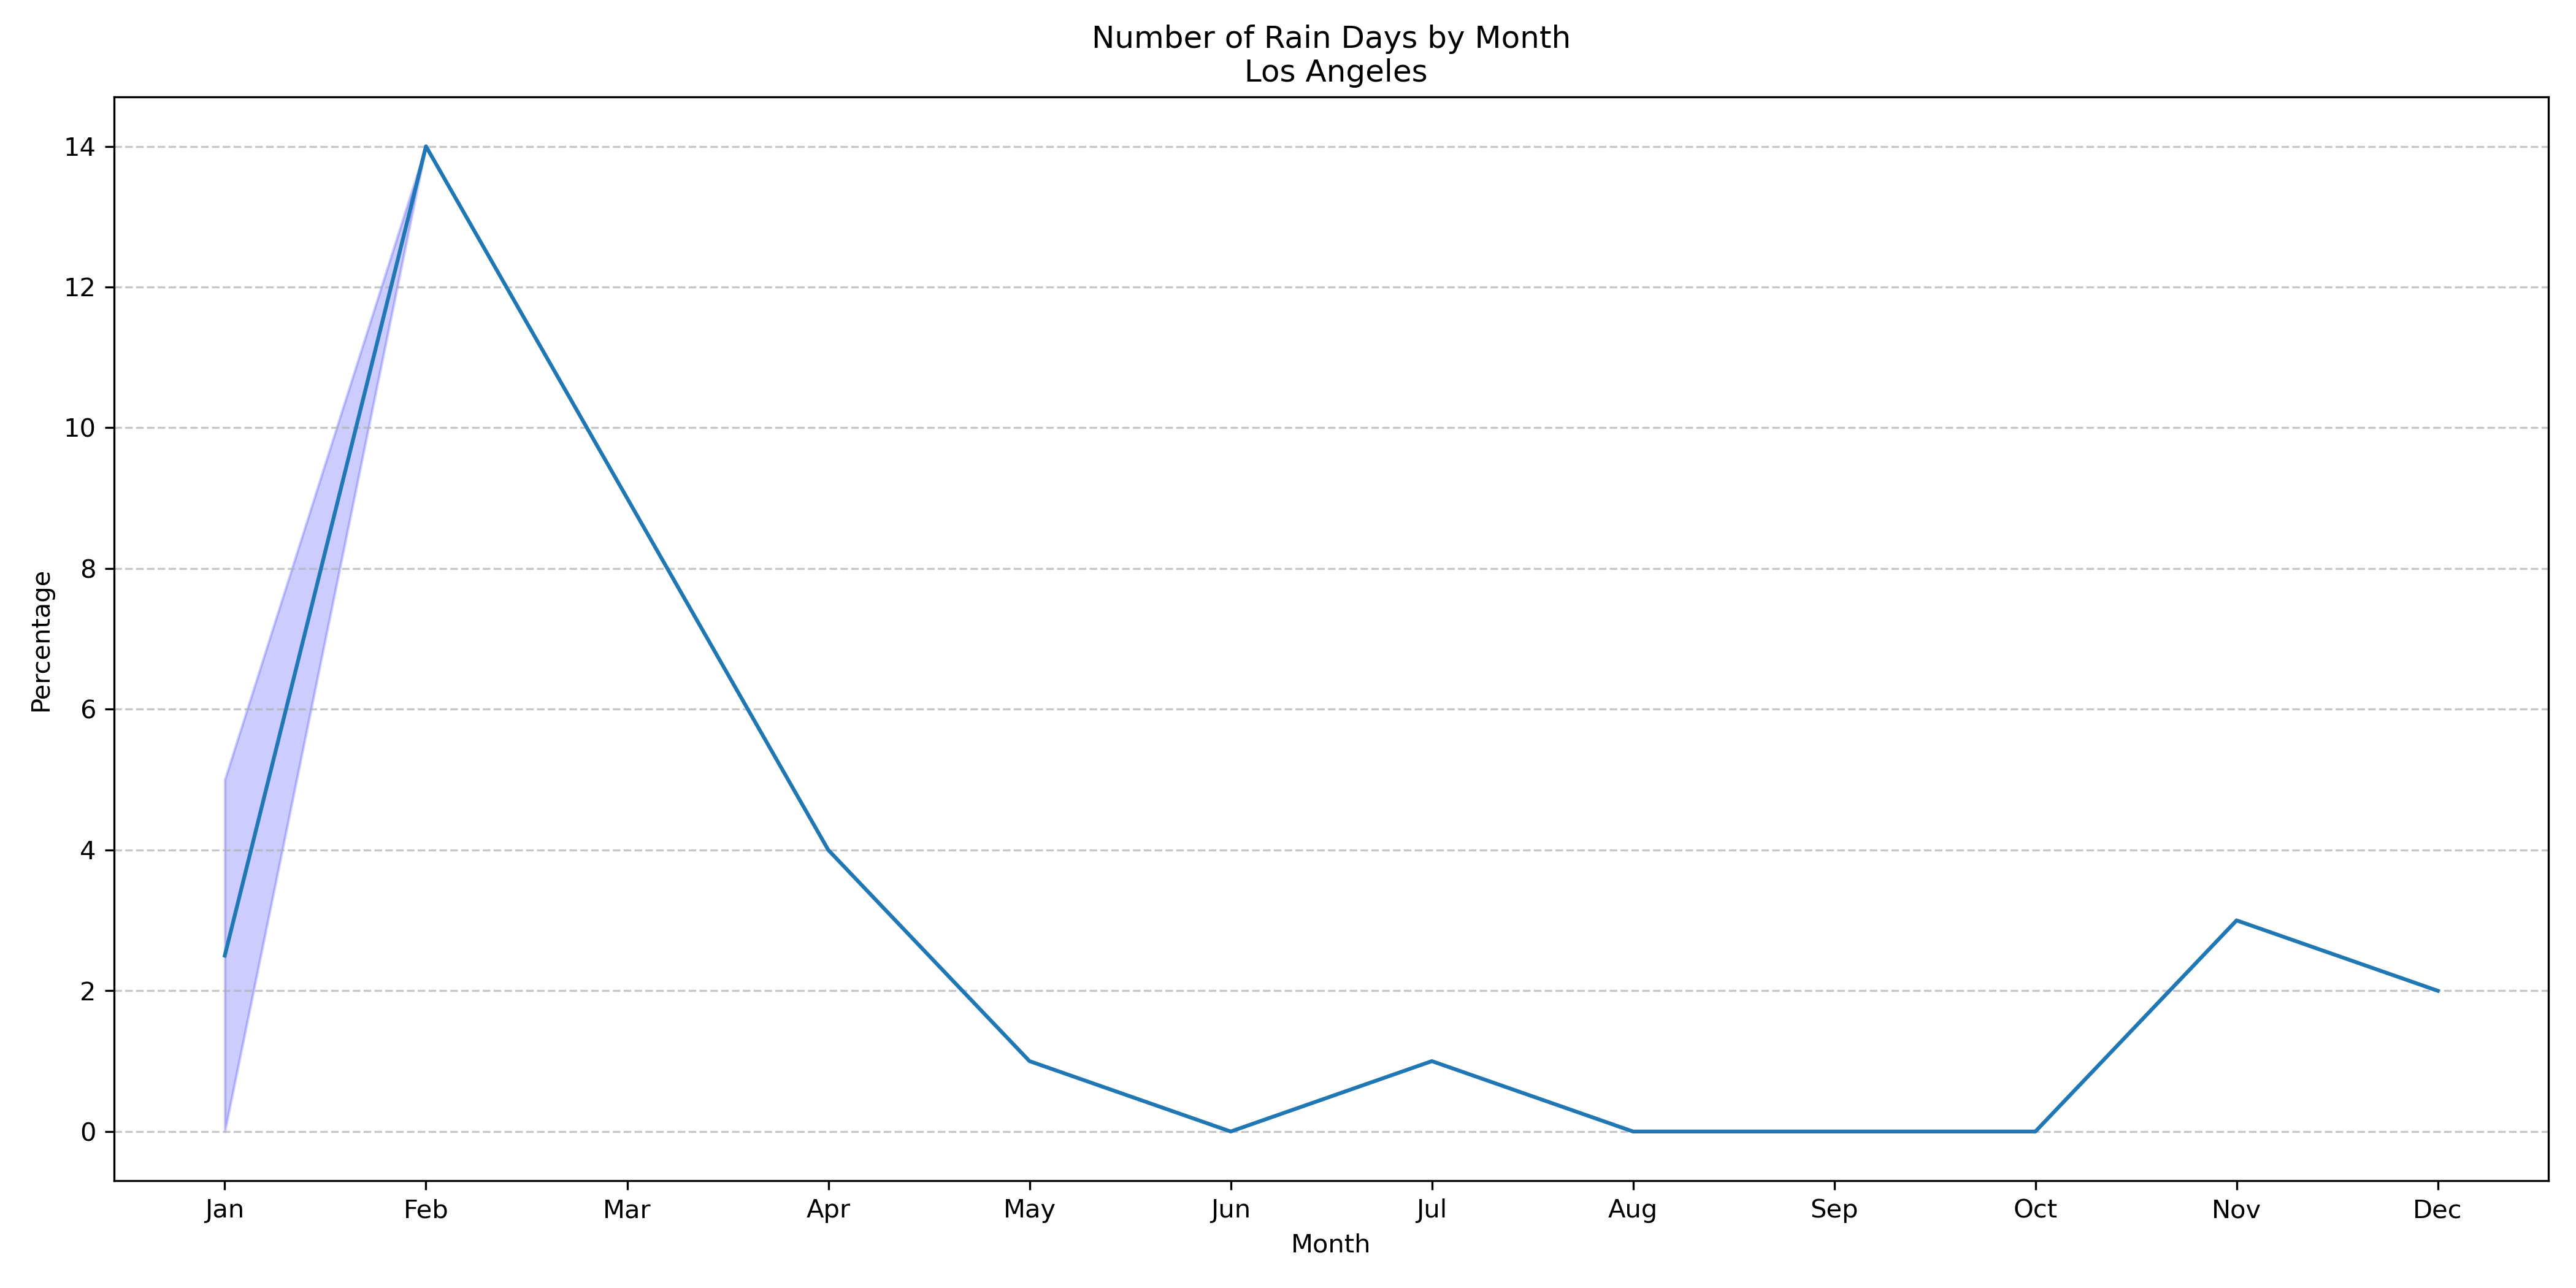 Number of Rain Days by Month
Los Angeles
Percentage
14
12
10
8
6
4
2
0
Jan Feb Mar Apr May Jun Jul Aug Sep Oct Nov Dec
Month